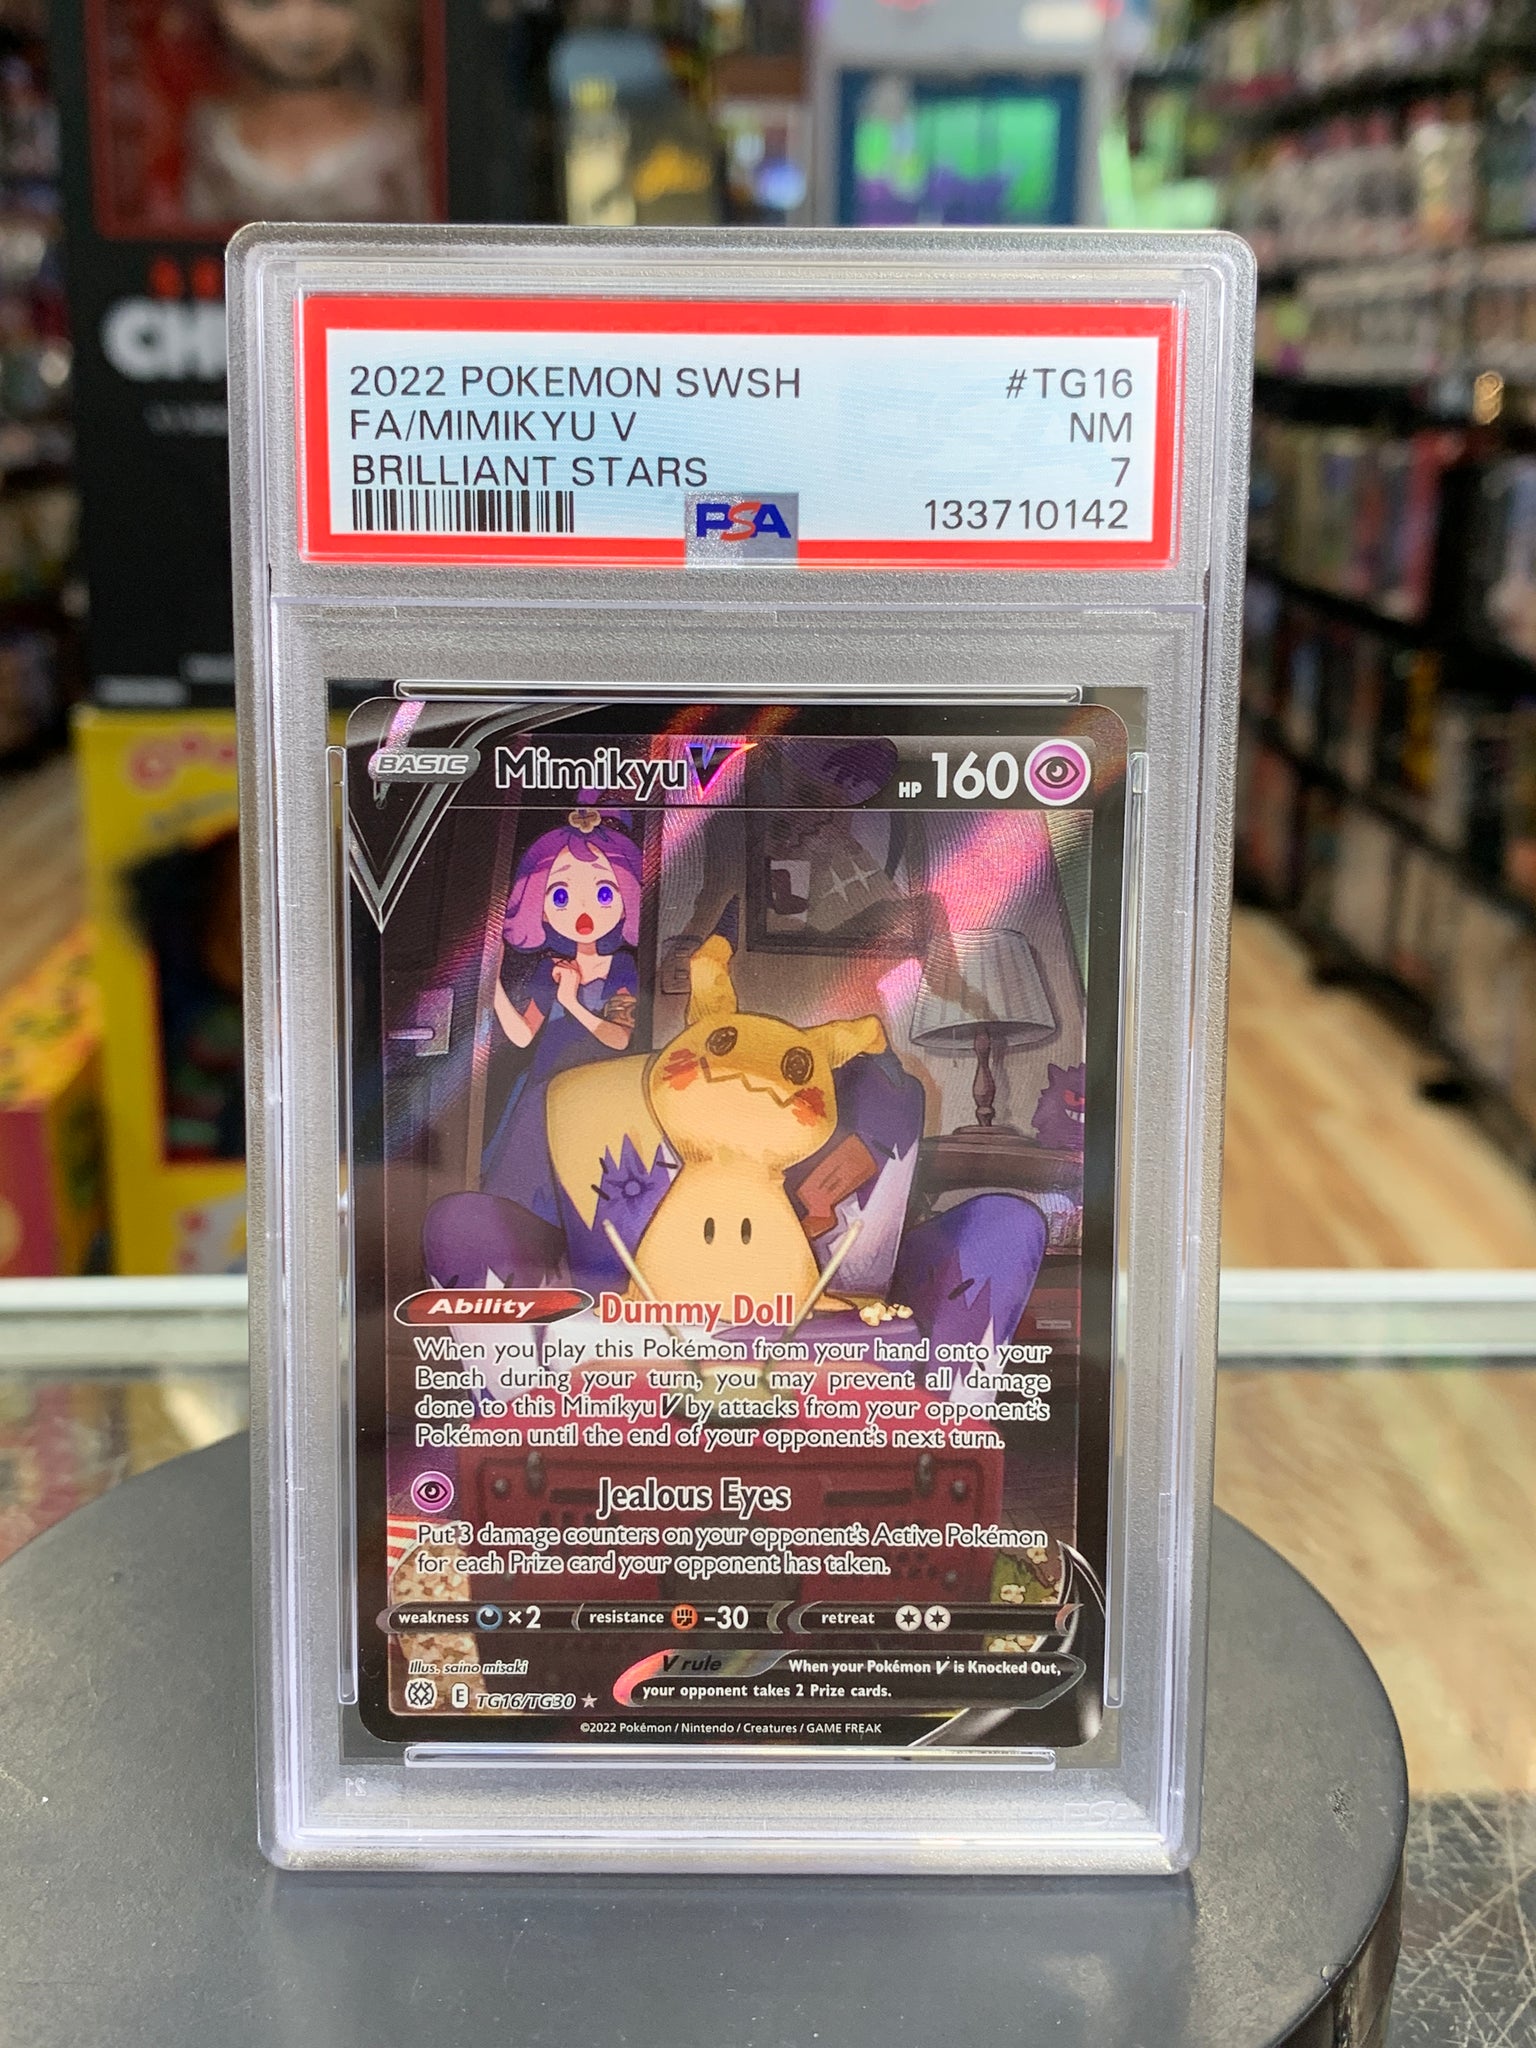 2022 POKEMON SWSH #TG16
FA/MIMIKYU V NM
BRILLIANT STARS 7
PSA 133710142
BASIC Mimikyu V HP 160
Ability Dummy Doll
When you play this Pokémon from your hand onto your
Bench during your turn, you may prevent all damage
done to this Mimikyu V by attacks from your opponent's
Pokémon until the end of your opponent's next turn.
Jealous Eyes
Put 3 damage counters on your opponent's Active Pokémon
for each Prize card your opponent has taken.
weakness ×2 resistance -30 retreat
Illus. saino misaki
V rule When your Pokémon V is Knocked Out,
your opponent takes 2 Prize cards.
E TG16/TG30
©2022 Pokémon / Nintendo / Creatures / GAME FREAK